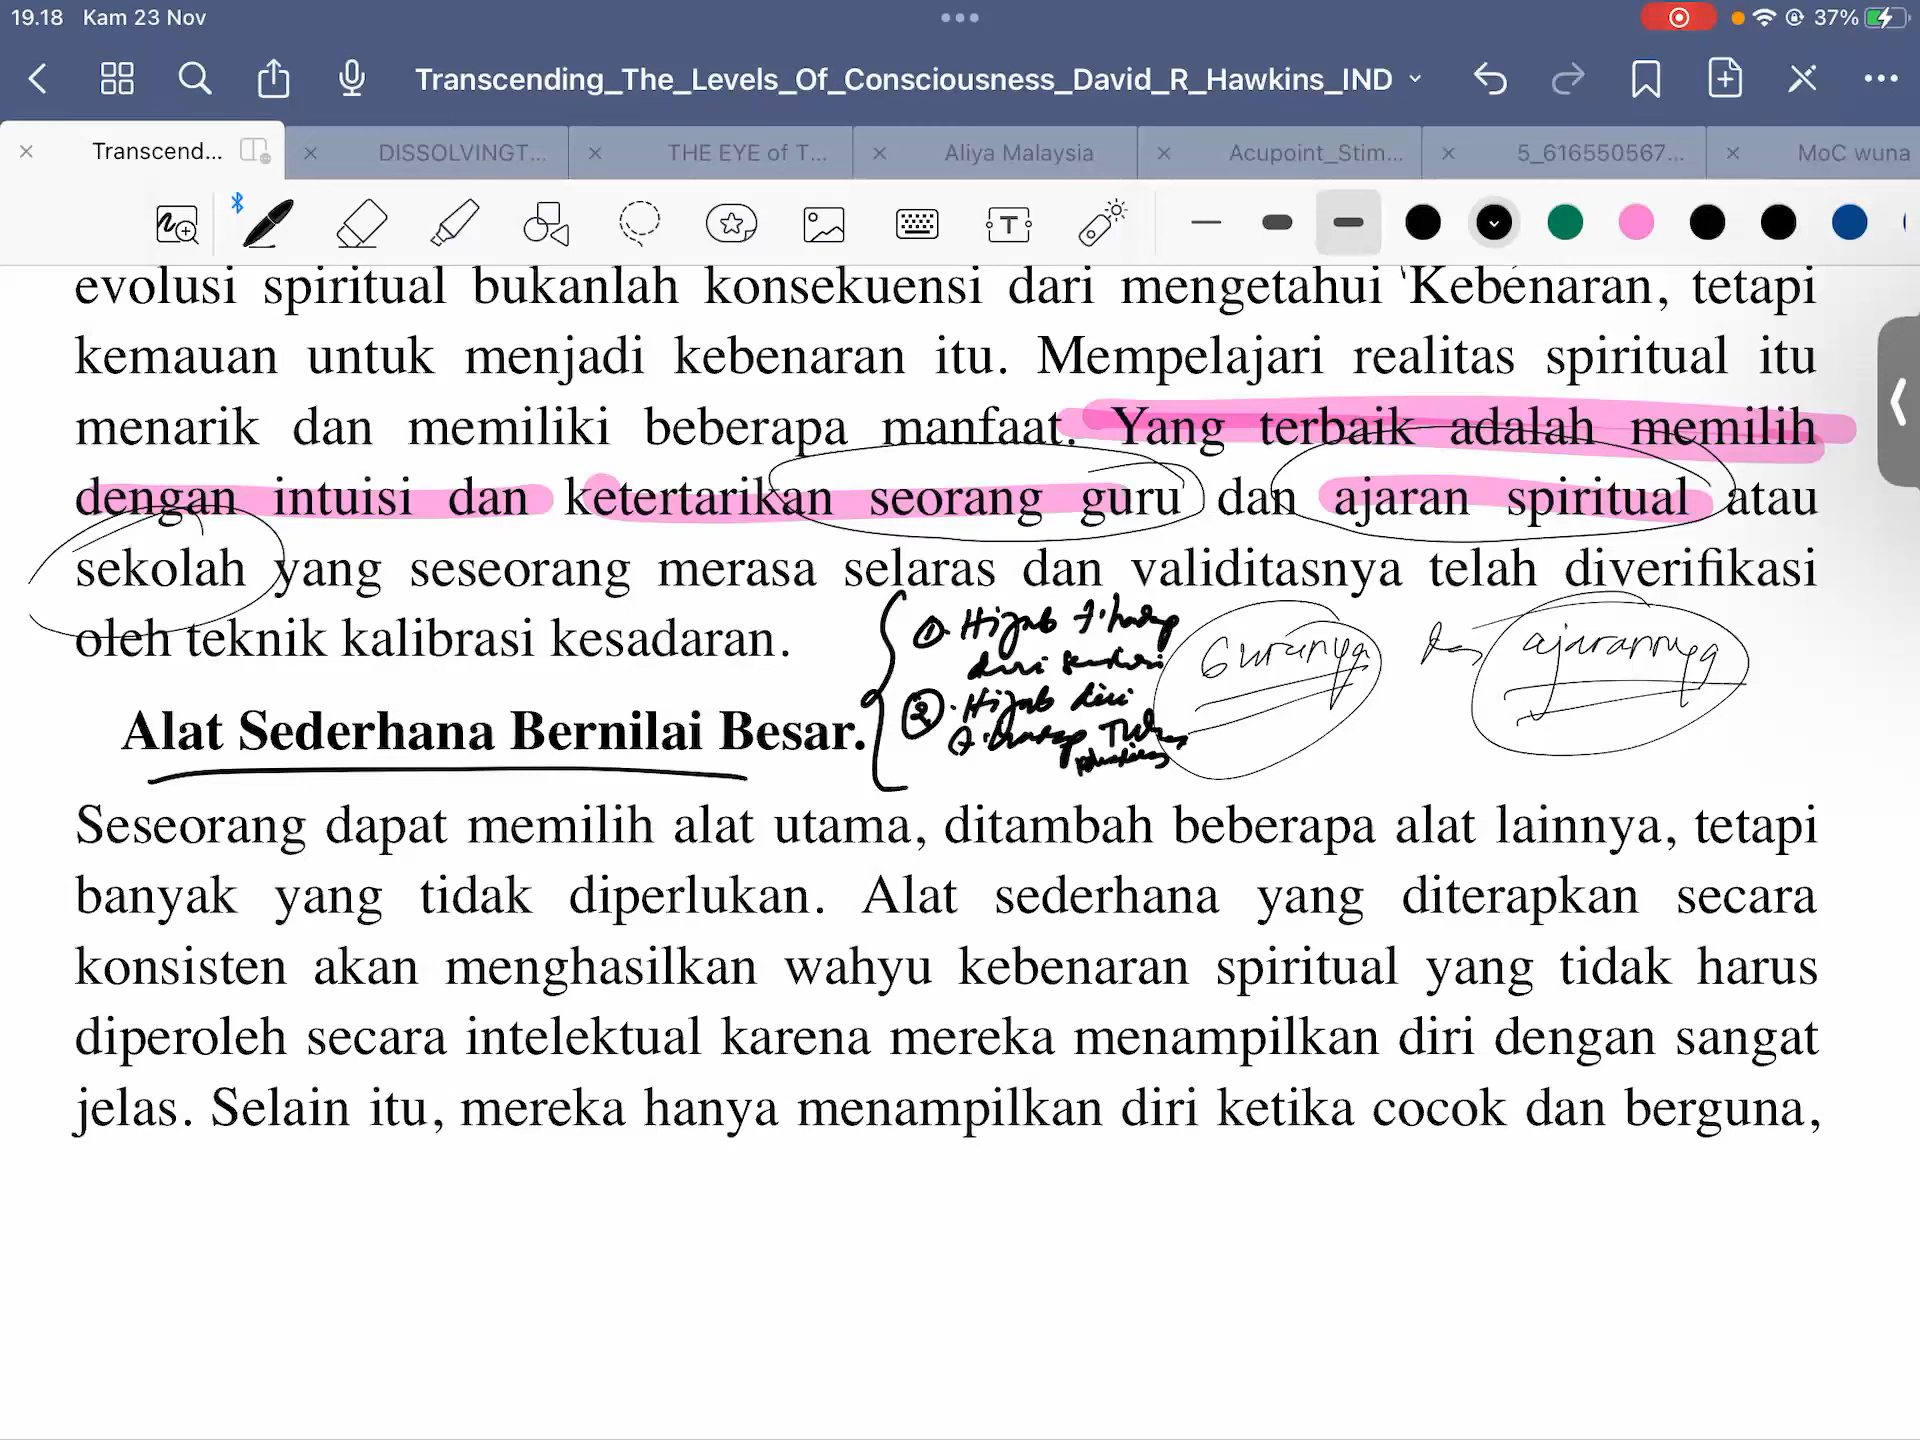 19.18 Kam 23 Nov
37%
Transcending_The_Levels_Of_Consciousness_David_R_Hawkins_IND
Transcend...
DISSOLVINGT...
THE EYE of T...
Aliya Malaysia
Acupoint_Stim...
5_616550567...
MoC wuna
T
evolusi spiritual bukanlah konsekuensi dari mengetahui Kebenaran, tetapi
kemauan untuk menjadi kebenaran itu. Mempelajari realitas spiritual itu
menarik dan memiliki beberapa manfaat. Yang terbaik adalah memilih
dengan intuisi dan ketertarikan seorang guru dan ajaran spiritual atau
sekolah yang seseorang merasa selaras dan validitasnya telah diverifikasi
oleh teknik kalibrasi kesadaran.
1. Hijab t.hadap
diri sendiri
2. Hijab diri
t.hadap
Gurunya dan ajarannya
Alat Sederhana Bernilai Besar.
Seseorang dapat memilih alat utama, ditambah beberapa alat lainnya, tetapi
banyak yang tidak diperlukan. Alat sederhana yang diterapkan secara
konsisten akan menghasilkan wahyu kebenaran spiritual yang tidak harus
diperoleh secara intelektual karena mereka menampilkan diri dengan sangat
jelas. Selain itu, mereka hanya menampilkan diri ketika cocok dan berguna,